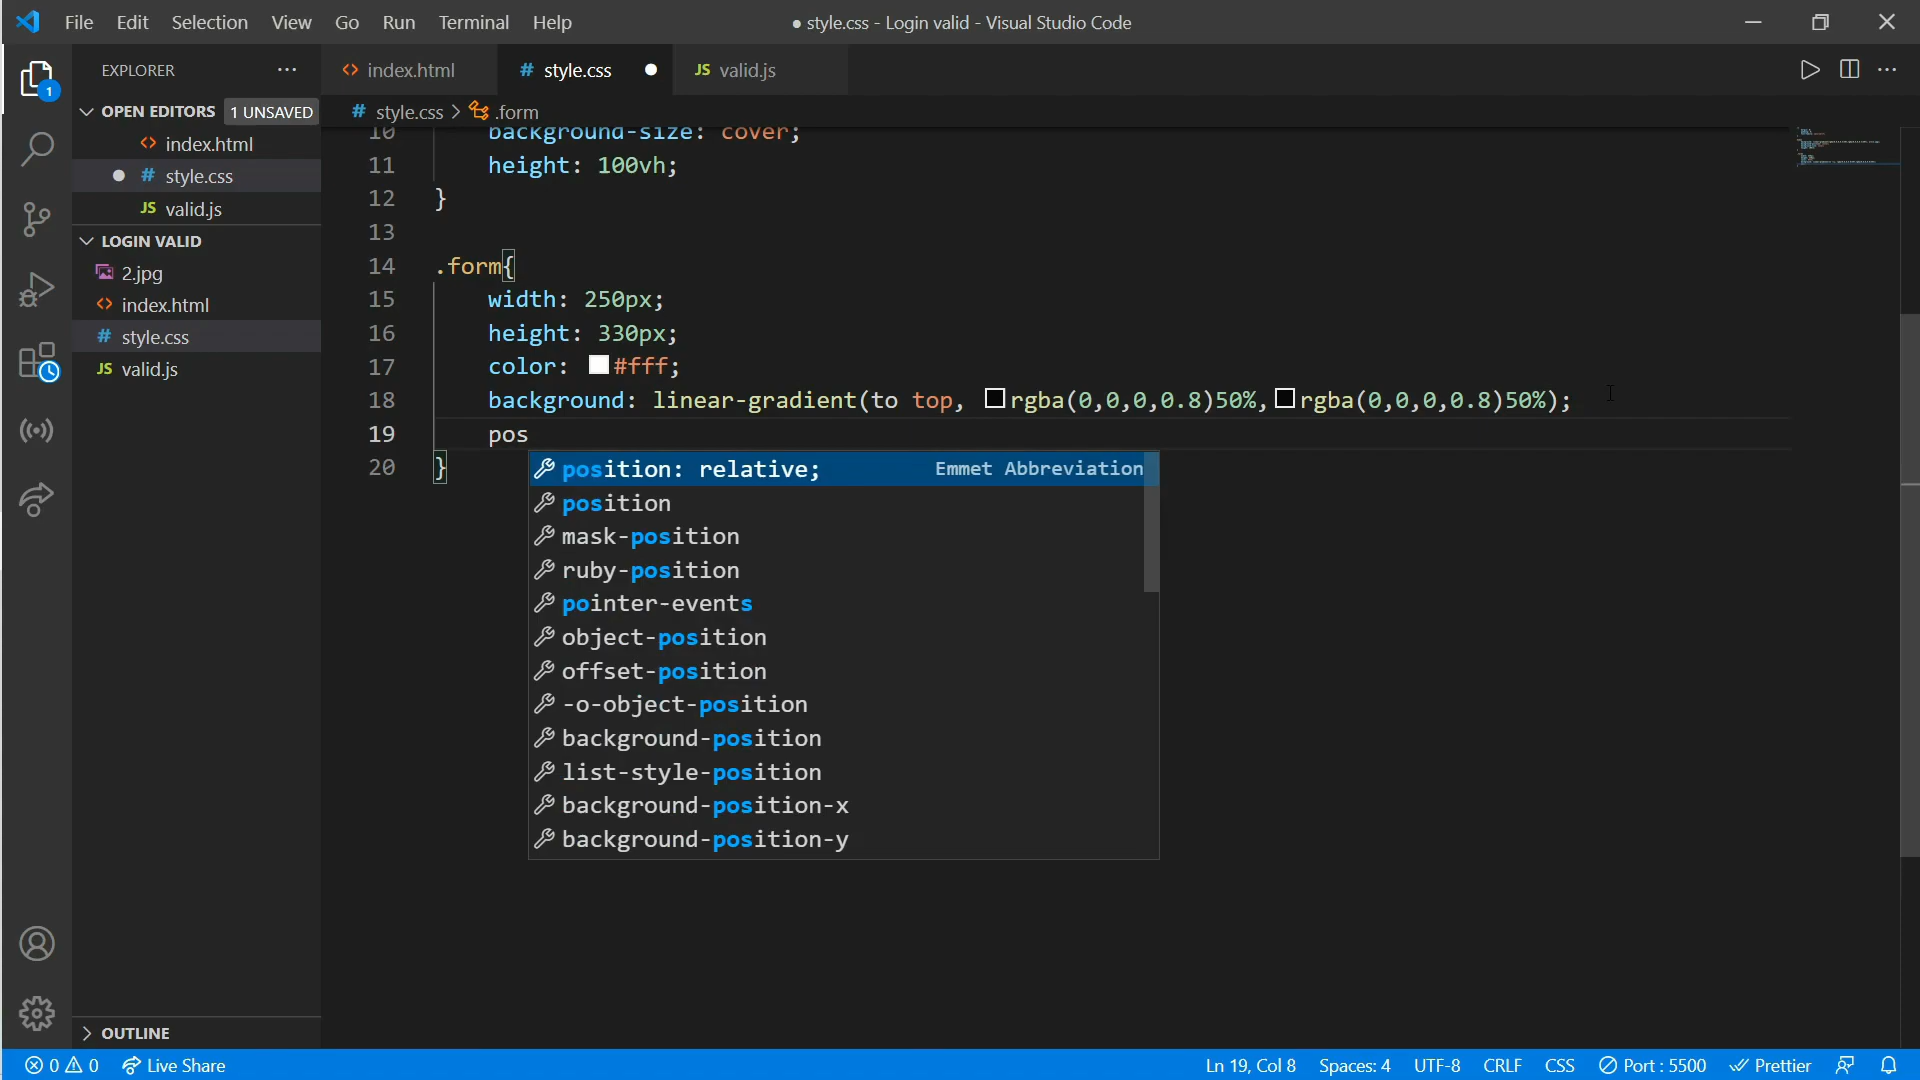 File Edit Selection View Go Run Terminal Help
● style.css - Login valid - Visual Studio Code
EXPLORER
OPEN EDITORS 1 UNSAVED
<> index.html
● # style.css
JS valid.js
LOGIN VALID
2.jpg
<> index.html
# style.css
JS valid.js
OUTLINE
<> index.html # style.css ● JS valid.js
# style.css > .form
10 background-size: cover;
11 height: 100vh;
12 }
13
14 .form{
15 width: 250px;
16 height: 330px;
17 color: #fff;
18 background: linear-gradient(to top, rgba(0,0,0,0.8)50%,rgba(0,0,0,0.8)50%);
19 pos
20 }
position: relative; Emmet Abbreviation
position
mask-position
ruby-position
pointer-events
object-position
offset-position
-o-object-position
background-position
list-style-position
background-position-x
background-position-y
1
0 0 Live Share
Ln 19, Col 8 Spaces: 4 UTF-8 CRLF CSS Port : 5500 Prettier